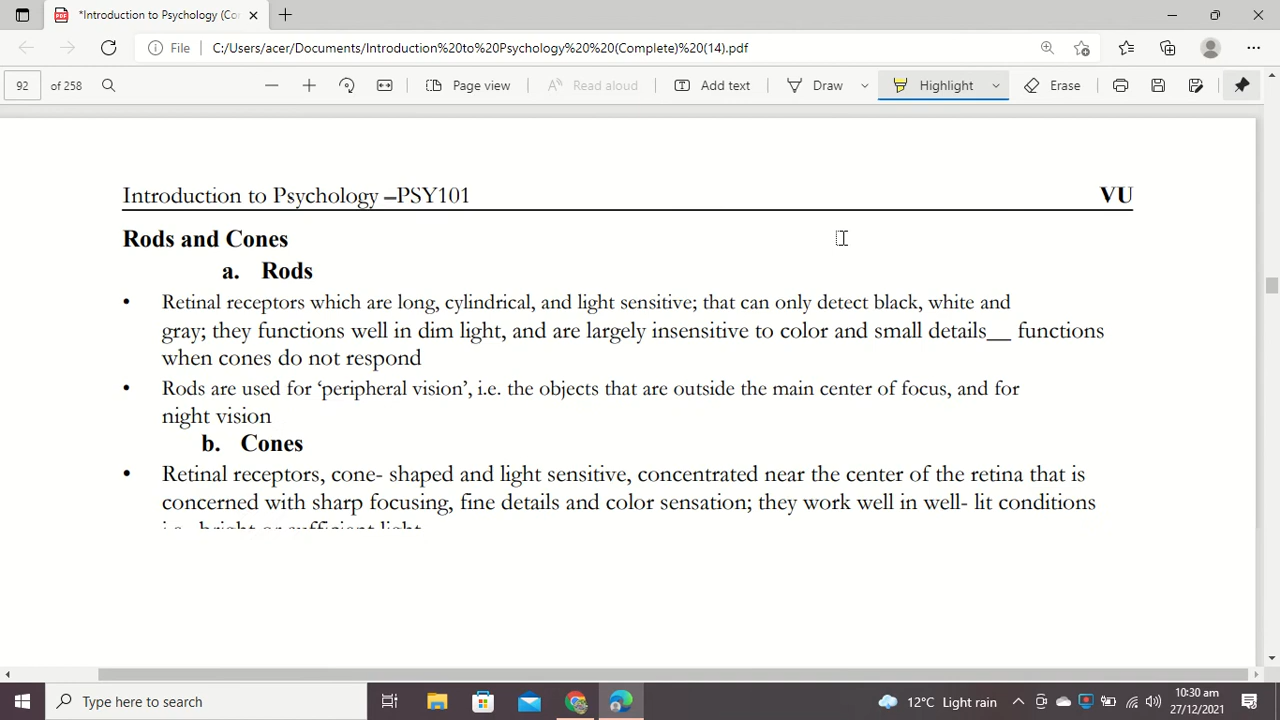 *Introduction to Psychology (Co
File
C:/Users/acer/Documents/Introduction%20to%20Psychology%20%20(Complete)%20(14).pdf
92 of 258
Page view
Read aloud
Add text
Draw
Highlight
Erase
Introduction to Psychology –PSY101 VU
Rods and Cones
a. Rods
• Retinal receptors which are long, cylindrical, and light sensitive; that can only detect black, white and
gray; they functions well in dim light, and are largely insensitive to color and small details__ functions
when cones do not respond
• Rods are used for ‘peripheral vision’, i.e. the objects that are outside the main center of focus, and for
night vision
b. Cones
• Retinal receptors, cone- shaped and light sensitive, concentrated near the center of the retina that is
concerned with sharp focusing, fine details and color sensation; they work well in well- lit conditions
i.e., bright or sufficient light
Type here to search
12°C Light rain
10:30 am
27/12/2021